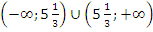 (−∞; 5 1/3) ∪ (5 1/3; +∞)